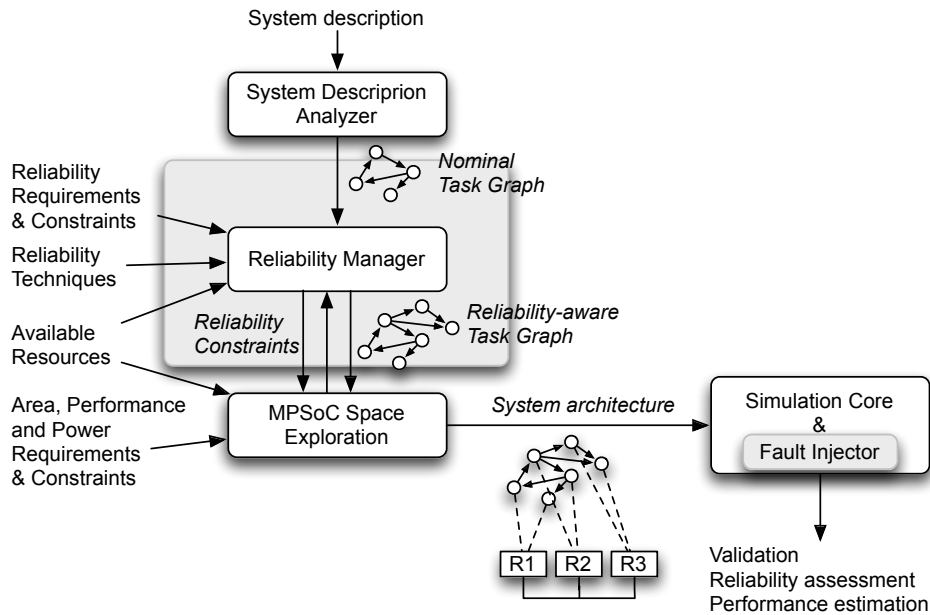 System description
System Descriprion
Analyzer
Nominal
Task Graph
Reliability
Requirements
& Constraints
Reliability Manager
Reliability
Techniques
Reliability
Constraints
Reliability-aware
Task Graph
Available
Resources
Area, Performance
and Power
Requirements
& Constraints
MPSoC Space
Exploration
System architecture
Simulation Core
&
Fault Injector
R1
R2
R3
Validation
Reliability assessment
Performance estimation